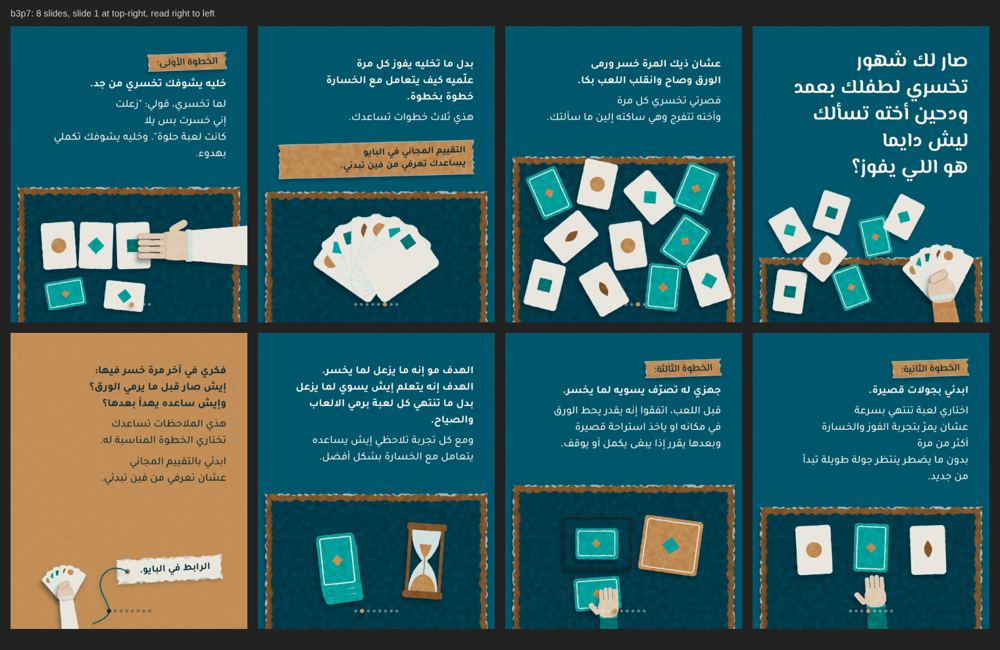 b3p7: 8 slides, slide 1 at top-right, read right to left
صار لك شهور
تخسري لطفلك بعمد
ودحين أخته تسألك
ليش دايما
هو اللي يفوز؟
عشان ذيك المرة خسر ورمى
الورق وصاح وانقلب اللعب بكا.
فصرتي تخسري كل مرة
وأخته تتفرج وهي ساكته إلين ما سألتك.
بدل ما تخليه يفوز كل مرة
علّميه كيف يتعامل مع الخسارة
خطوة بخطوة.
هذي ثلاث خطوات تساعدك.
التقييم المجاني في البايو
يساعدك تعرفي من فين تبدئي.
الخطوة الأولى:
خليه يشوفك تخسري من جد.
لما تخسري، قولي: "زعلت
إني خسرت بس يلا
كانت لعبة حلوة". وخليه يشوفك تكملي
بهدوء.
الخطوة الثانية:
ابدئي بجولات قصيرة.
اختاري لعبة تنتهي بسرعة
عشان يمرّ بتجربة الفوز والخسارة
أكثر من مرة
بدون ما يضطر ينتظر جولة طويلة تبدأ
من جديد.
الخطوة الثالثة:
جهزي له تصرّف يسويه لما يخسر.
قبل اللعب، اتفقوا إنه يقدر يحط الورق
في مكانه او ياخذ استراحة قصيرة
وبعدها يقرر إذا يبغى يكمل أو يوقف.
الهدف مو إنه ما يزعل لما يخسر.
الهدف إنه يتعلم إيش يسوي لما يزعل
بدل ما تنتهي كل لعبة برمي الالعاب
والصياح.
ومع كل تجربة تلاحظي إيش يساعده
يتعامل مع الخسارة بشكل أفضل.
فكري في آخر مرة خسر فيها:
إيش صار قبل ما يرمي الورق؟
وإيش ساعده يهدأ بعدها؟
هذي الملاحظات تساعدك
تختاري الخطوة المناسبة له.
ابدئي بالتقييم المجاني
عشان تعرفي من فين تبدئي.
الرابط في البايو.